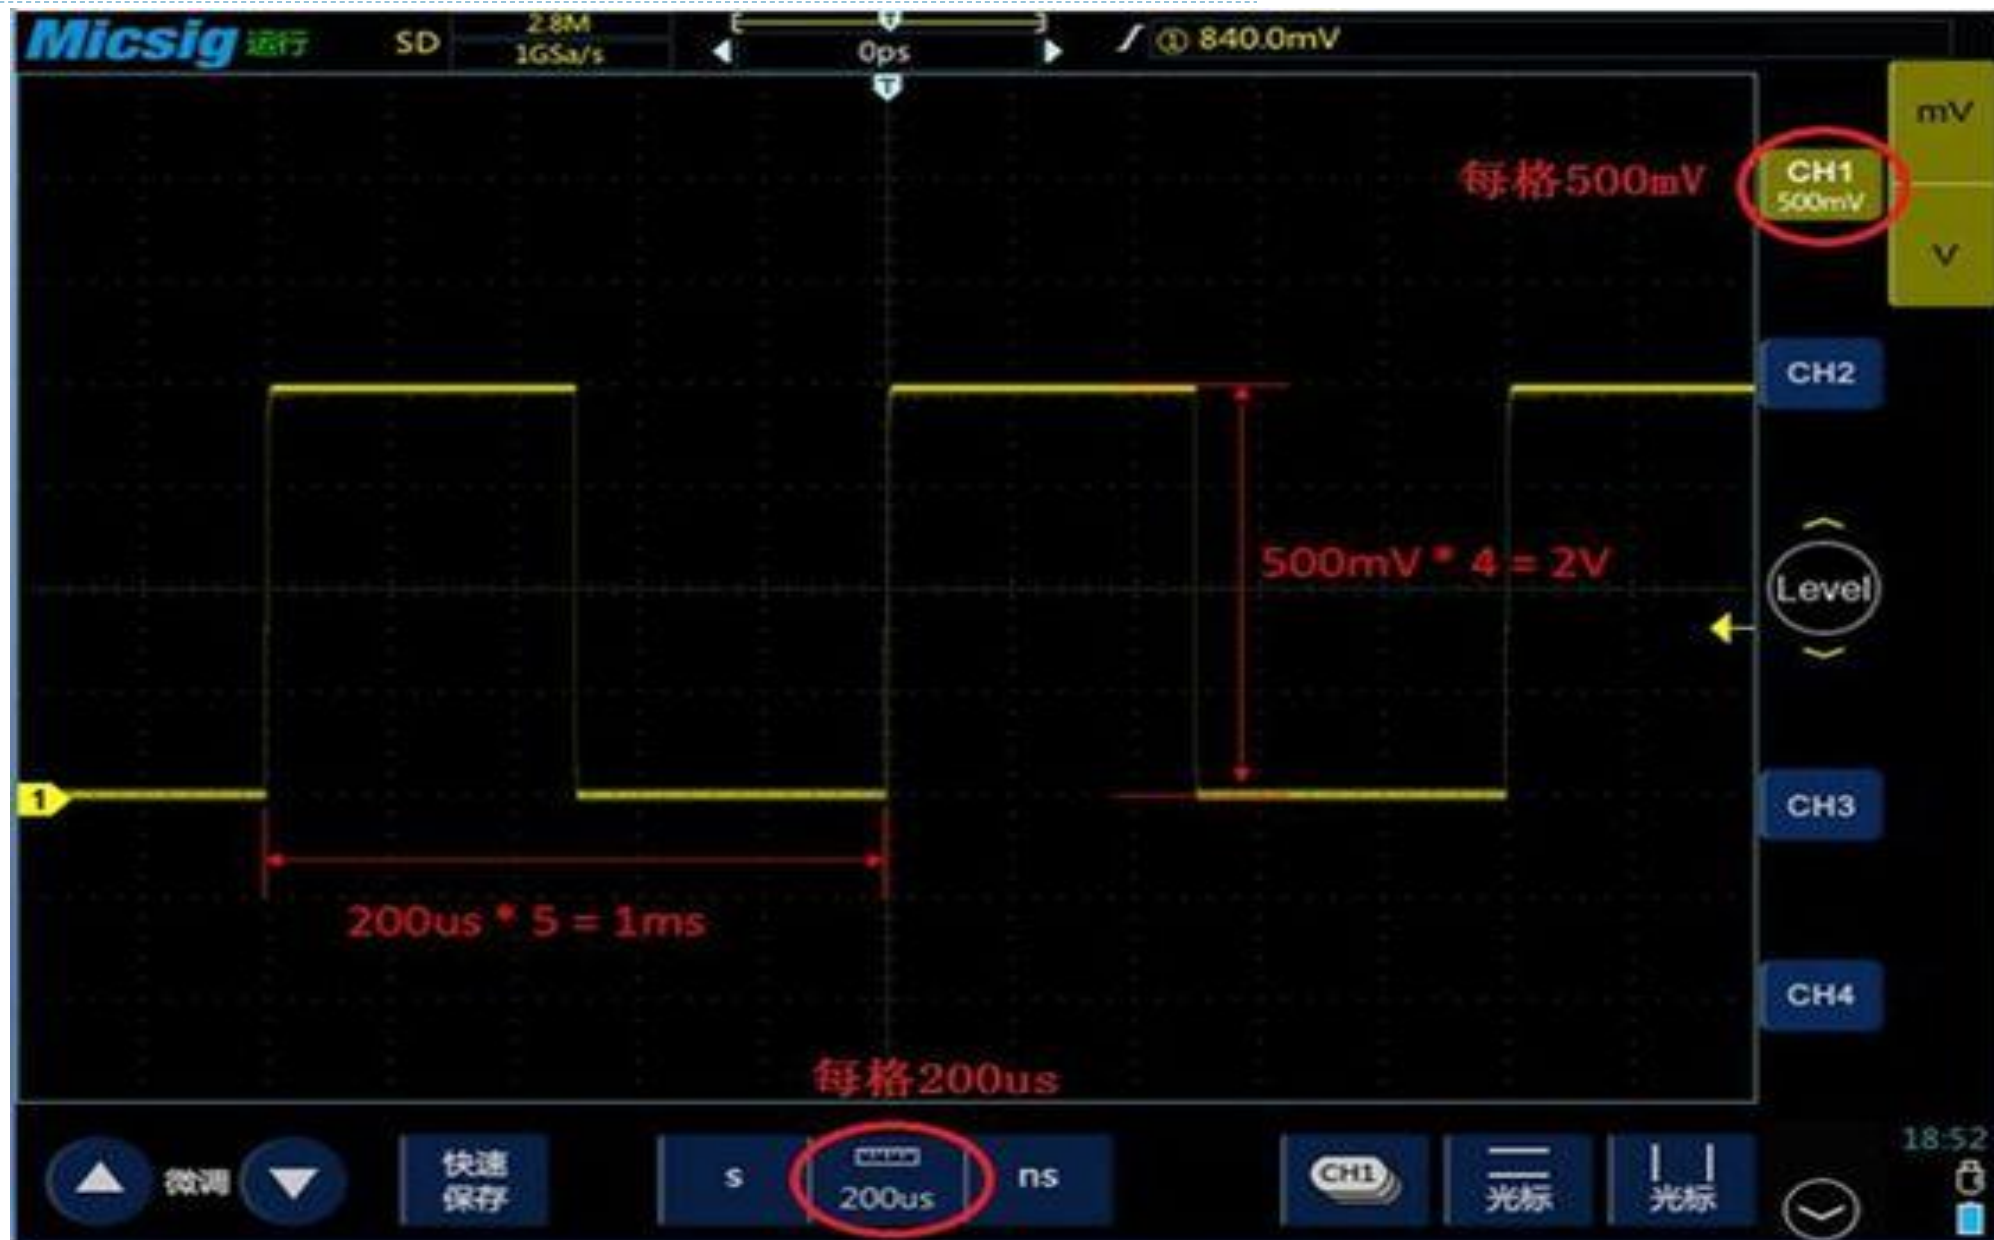 Micsig 运行
SD
2.8M
1GSa/s
T
0ps
① 840.0mV
T
mV
每格500mV
CH1
500mV
V
CH2
500mV * 4 = 2V
Level
1
CH3
200us * 5 = 1ms
CH4
每格200us
18:52
微调
快速
保存
s
200us
ns
CH1
光标
光标